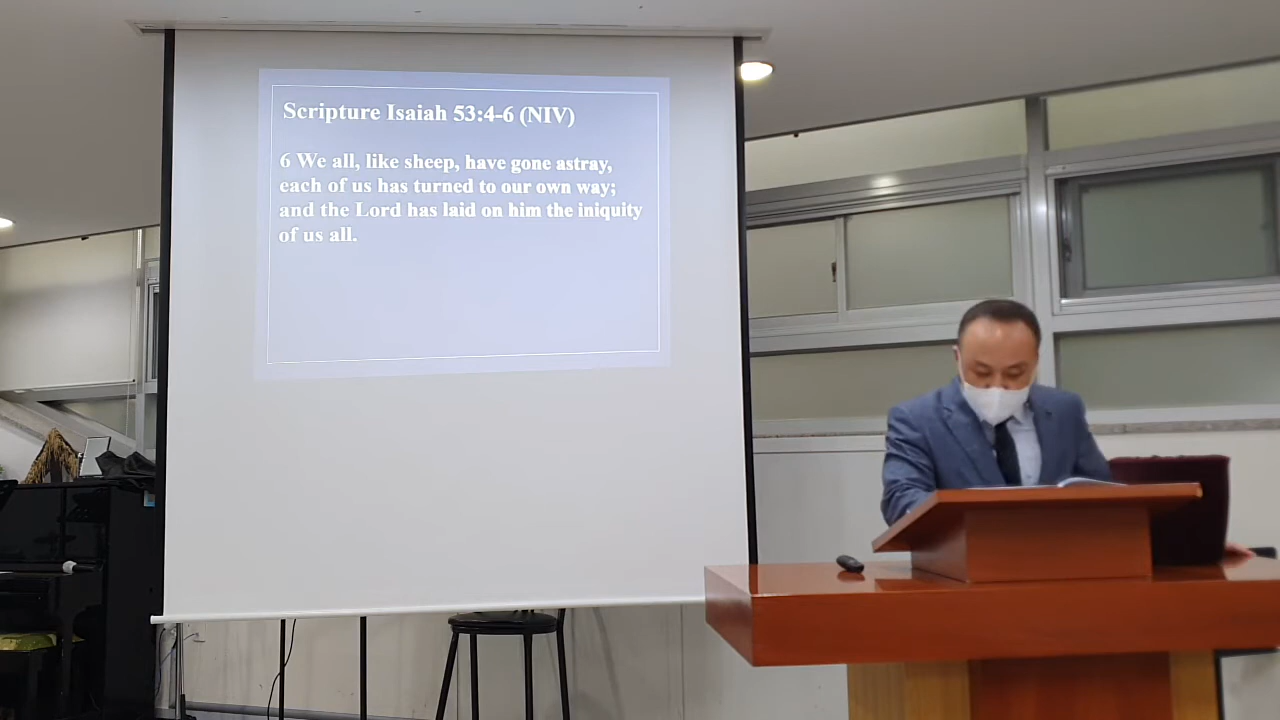 Scripture Isaiah 53:4-6 (NIV)
6 We all, like sheep, have gone astray,
each of us has turned to our own way;
and the Lord has laid on him the iniquity
of us all.